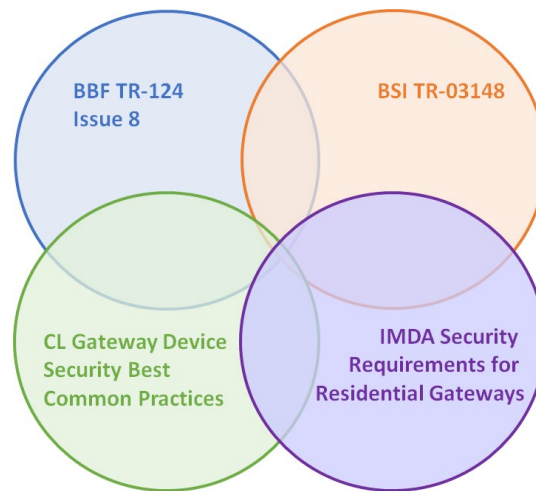 BBF TR-124
Issue 8
BSI TR-03148
CL Gateway Device
Security Best
Common Practices
IMDA Security
Requirements for
Residential Gateways